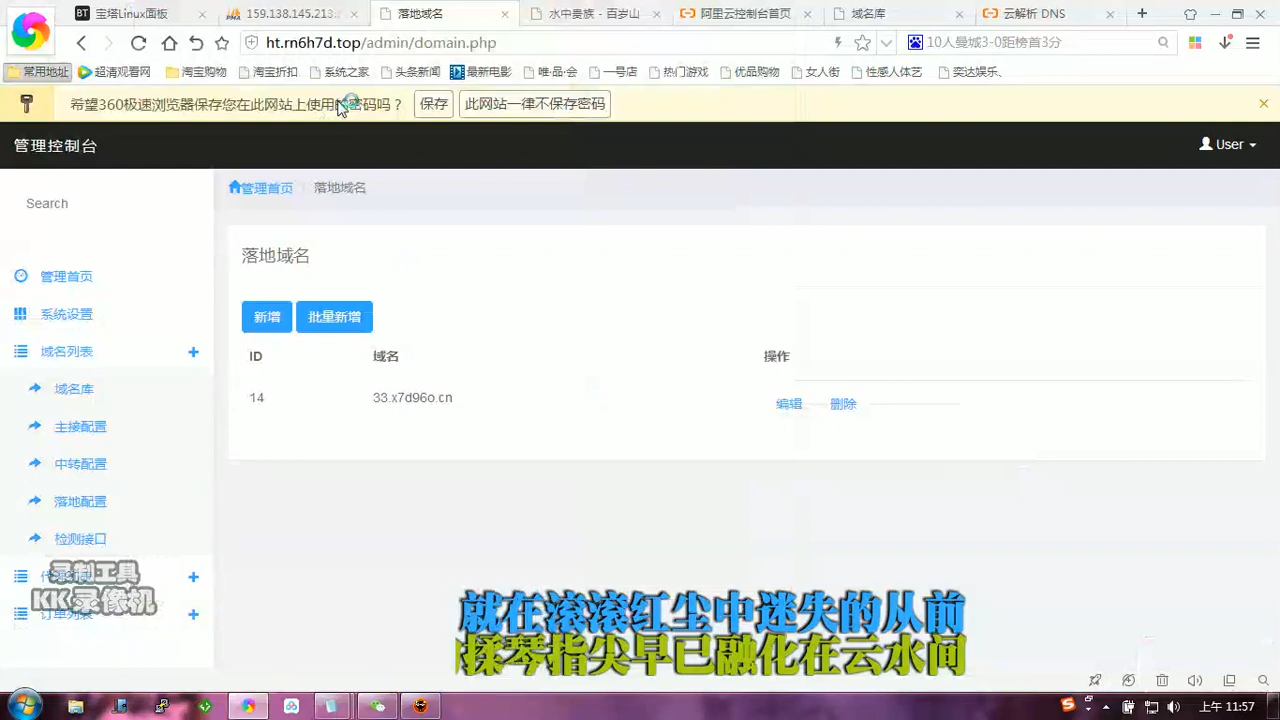 宝塔Linux面板
159.138.145.213
落地域名
水中贵族 - 百岁山
阿里云控制台首页
域名库
云解析 DNS
ht.rn6h7d.top/admin/domain.php
10人曼城3-0距榜首3分
常用地址
超清观看网
淘宝购物
淘宝折扣
系统之家
头条新闻
最新电影
唯·品·会
一号店
热门游戏
优品购物
女人街
性感人体艺
突达娱乐、
希望360极速浏览器保存您在此网站上使用的密码吗？
保存
此网站一律不保存密码
管理控制台
User
Search
管理首页
落地域名
落地域名
管理首页
系统设置
域名列表
域名库
主接配置
中转配置
落地配置
检测接口
订单列表
新增
批量新增
ID
域名
操作
14
33.x7d96o.cn
编辑
删除
录制工具
KK录像机
就在滚滚红尘中迷失的从前
揉琴指尖早已融化在云水间
上午 11:57